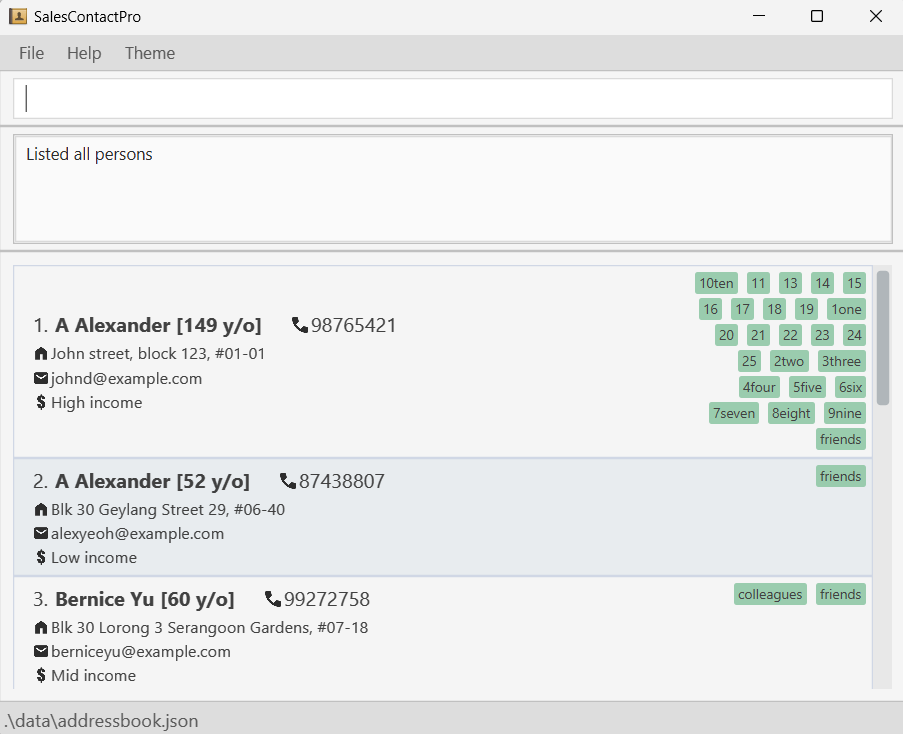 SalesContactPro
File Help Theme
Listed all persons
1. A Alexander [149 y/o] 98765421
John street, block 123, #01-01
johnd@example.com
$ High income
10ten 11 13 14 15
16 17 18 19 1one
20 21 22 23 24
25 2two 3three
4four 5five 6six
7seven 8eight 9nine
friends
2. A Alexander [52 y/o] 87438807
friends
Blk 30 Geylang Street 29, #06-40
alexyeoh@example.com
$ Low income
3. Bernice Yu [60 y/o] 99272758
colleagues friends
Blk 30 Lorong 3 Serangoon Gardens, #07-18
berniceyu@example.com
$ Mid income
.\data\addressbook.json